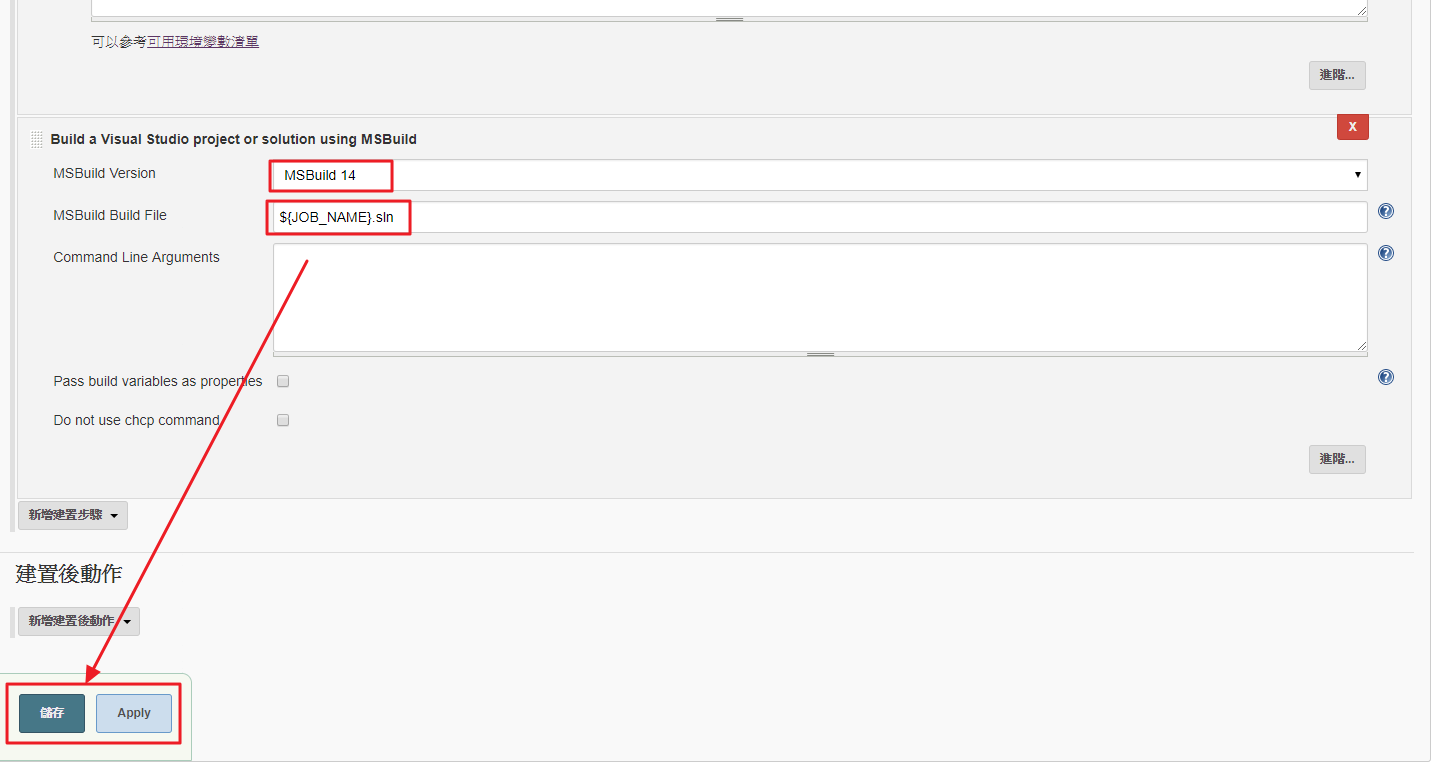 可以參考可用環境變數清單
進階...
Build a Visual Studio project or solution using MSBuild
X
MSBuild Version
MSBuild 14
MSBuild Build File
${JOB_NAME}.sln
Command Line Arguments
Pass build variables as properties
Do not use chcp command
進階...
新增建置步驟
建置後動作
新增建置後動作
儲存
Apply